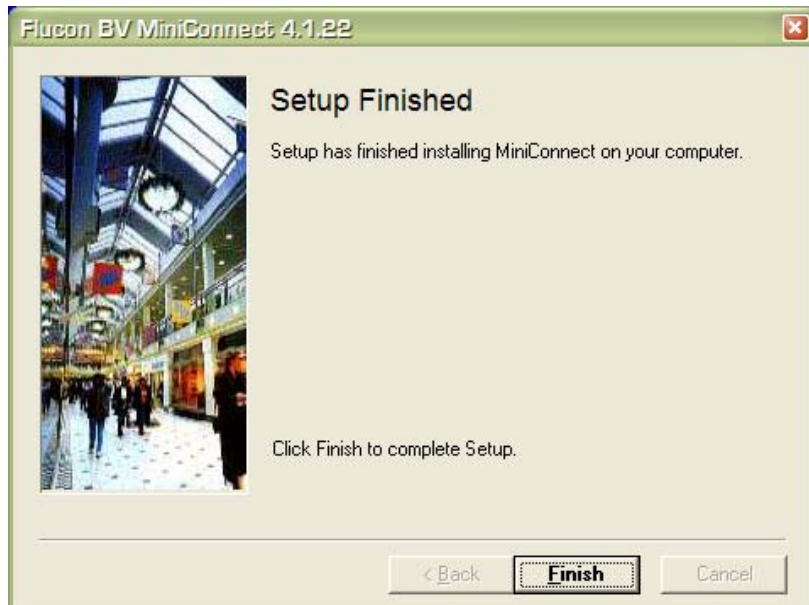 Flucon BV MiniConnect 4.1.22
Setup Finished
Setup has finished installing MiniConnect on your computer.
Click Finish to complete Setup.
< Back
Finish
Cancel